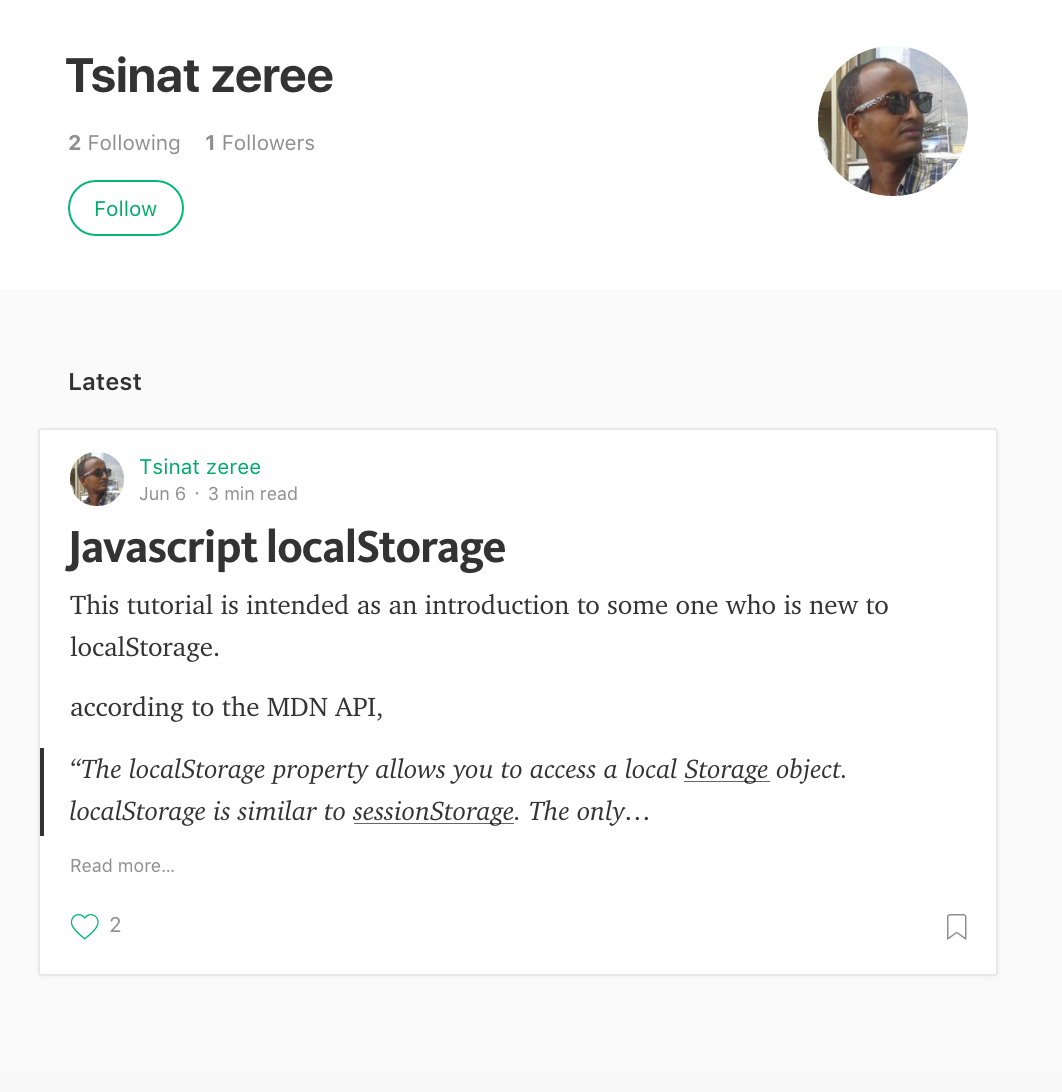 Tsinat zeree
2 Following 1 Followers
Follow
Latest
Tsinat zeree
Jun 6 · 3 min read
Javascript localStorage
This tutorial is intended as an introduction to some one who is new to
localStorage.
according to the MDN API,
“The localStorage property allows you to access a local Storage object.
localStorage is similar to sessionStorage. The only…
Read more...
2